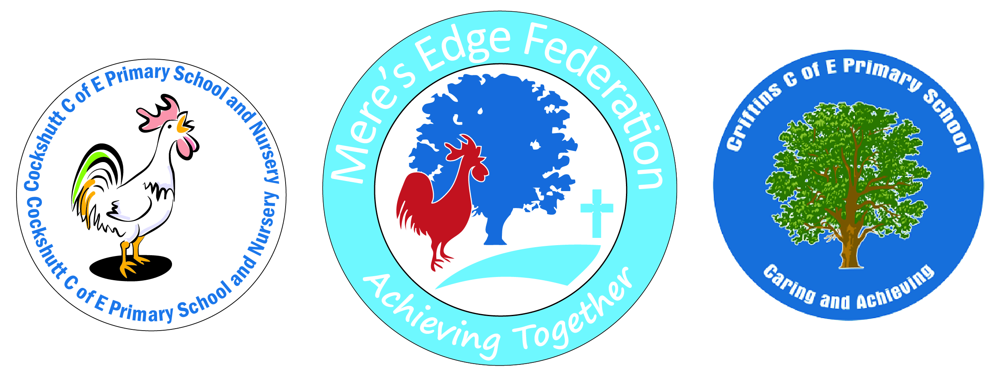 Cockshutt C of E Primary School and Nursery
Cockshutt C of E Primary School and Nursery
Mere's Edge Federation
Achieving Together
Criftins C of E Primary School
Caring and Achieving